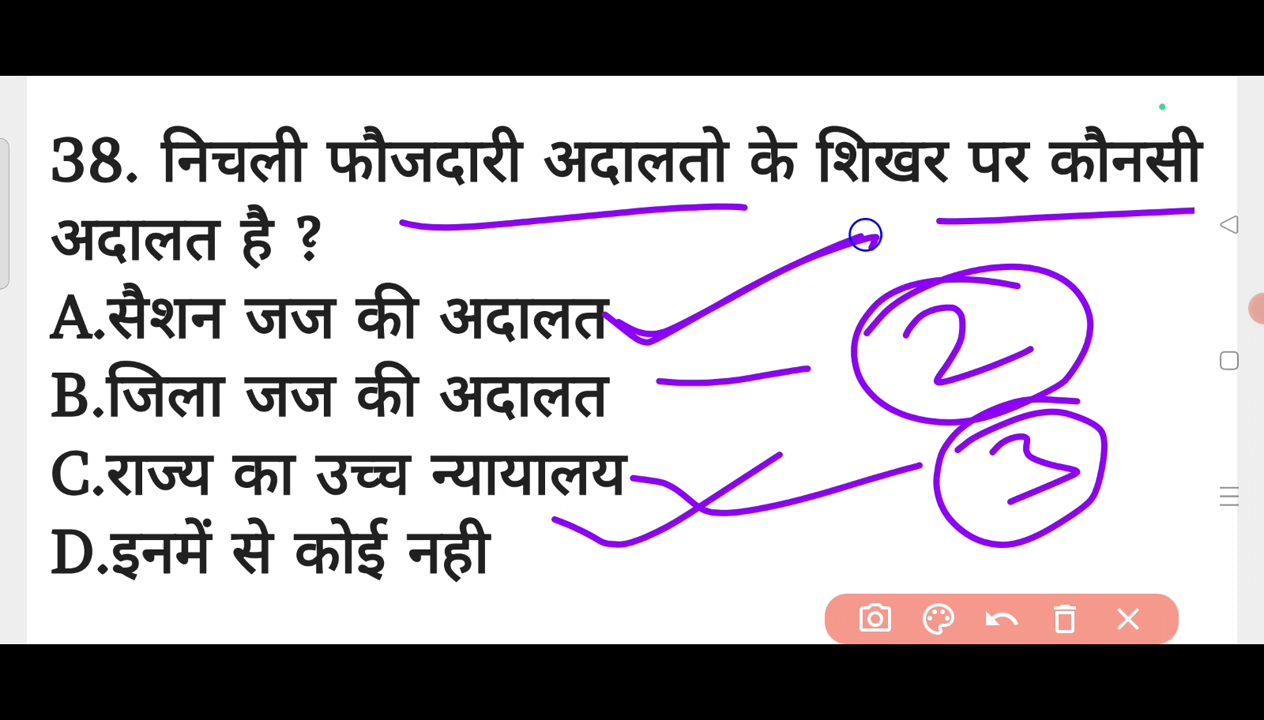 38. निचली फौजदारी अदालतो के शिखर पर कौनसी
अदालत है ?
A.सैशन जज की अदालत
B.जिला जज की अदालत
2
C.राज्य का उच्च न्यायालय
3
D.इनमें से कोई नही